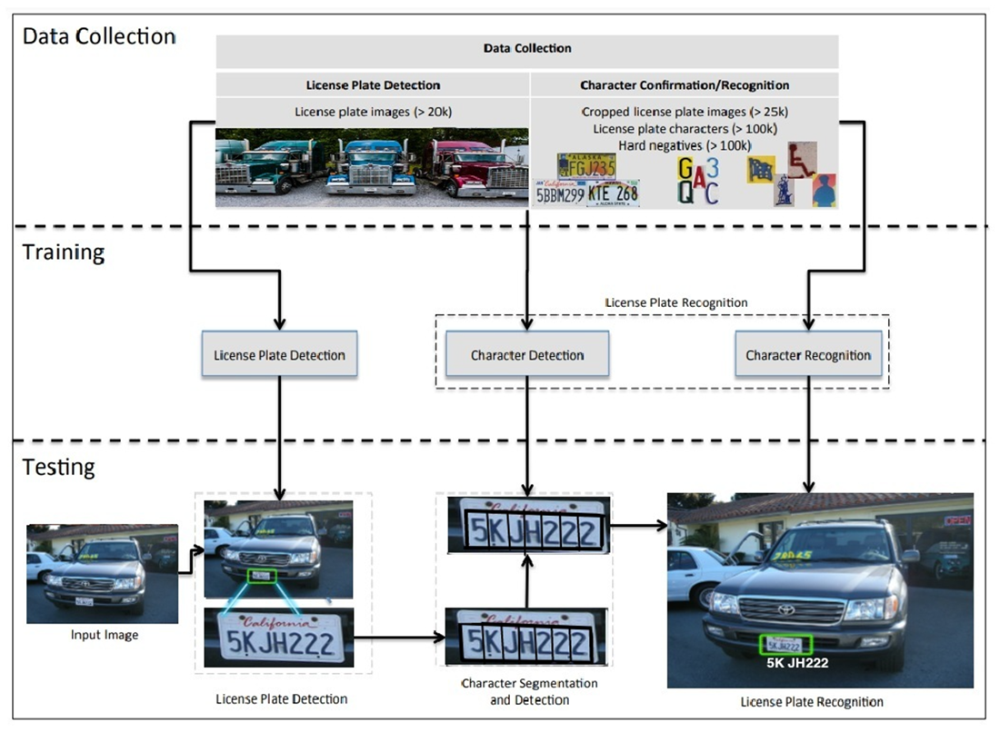 Data Collection
Data Collection
License Plate Detection
Character Confirmation/Recognition
License plate images (> 20k)
Cropped license plate images (> 25k)
License plate characters (> 100k)
Hard negatives (> 100k)
ALASKA
FGJ235
California
5BBM299
KTE 268
G A 3
Q C
Training
License Plate Recognition
License Plate Detection
Character Detection
Character Recognition
Testing
Input Image
California
5KJH222
License Plate Detection
California
5KJH222
California
5KJH222
Character Segmentation
and Detection
OPEN
5KJH222
5K JH222
License Plate Recognition